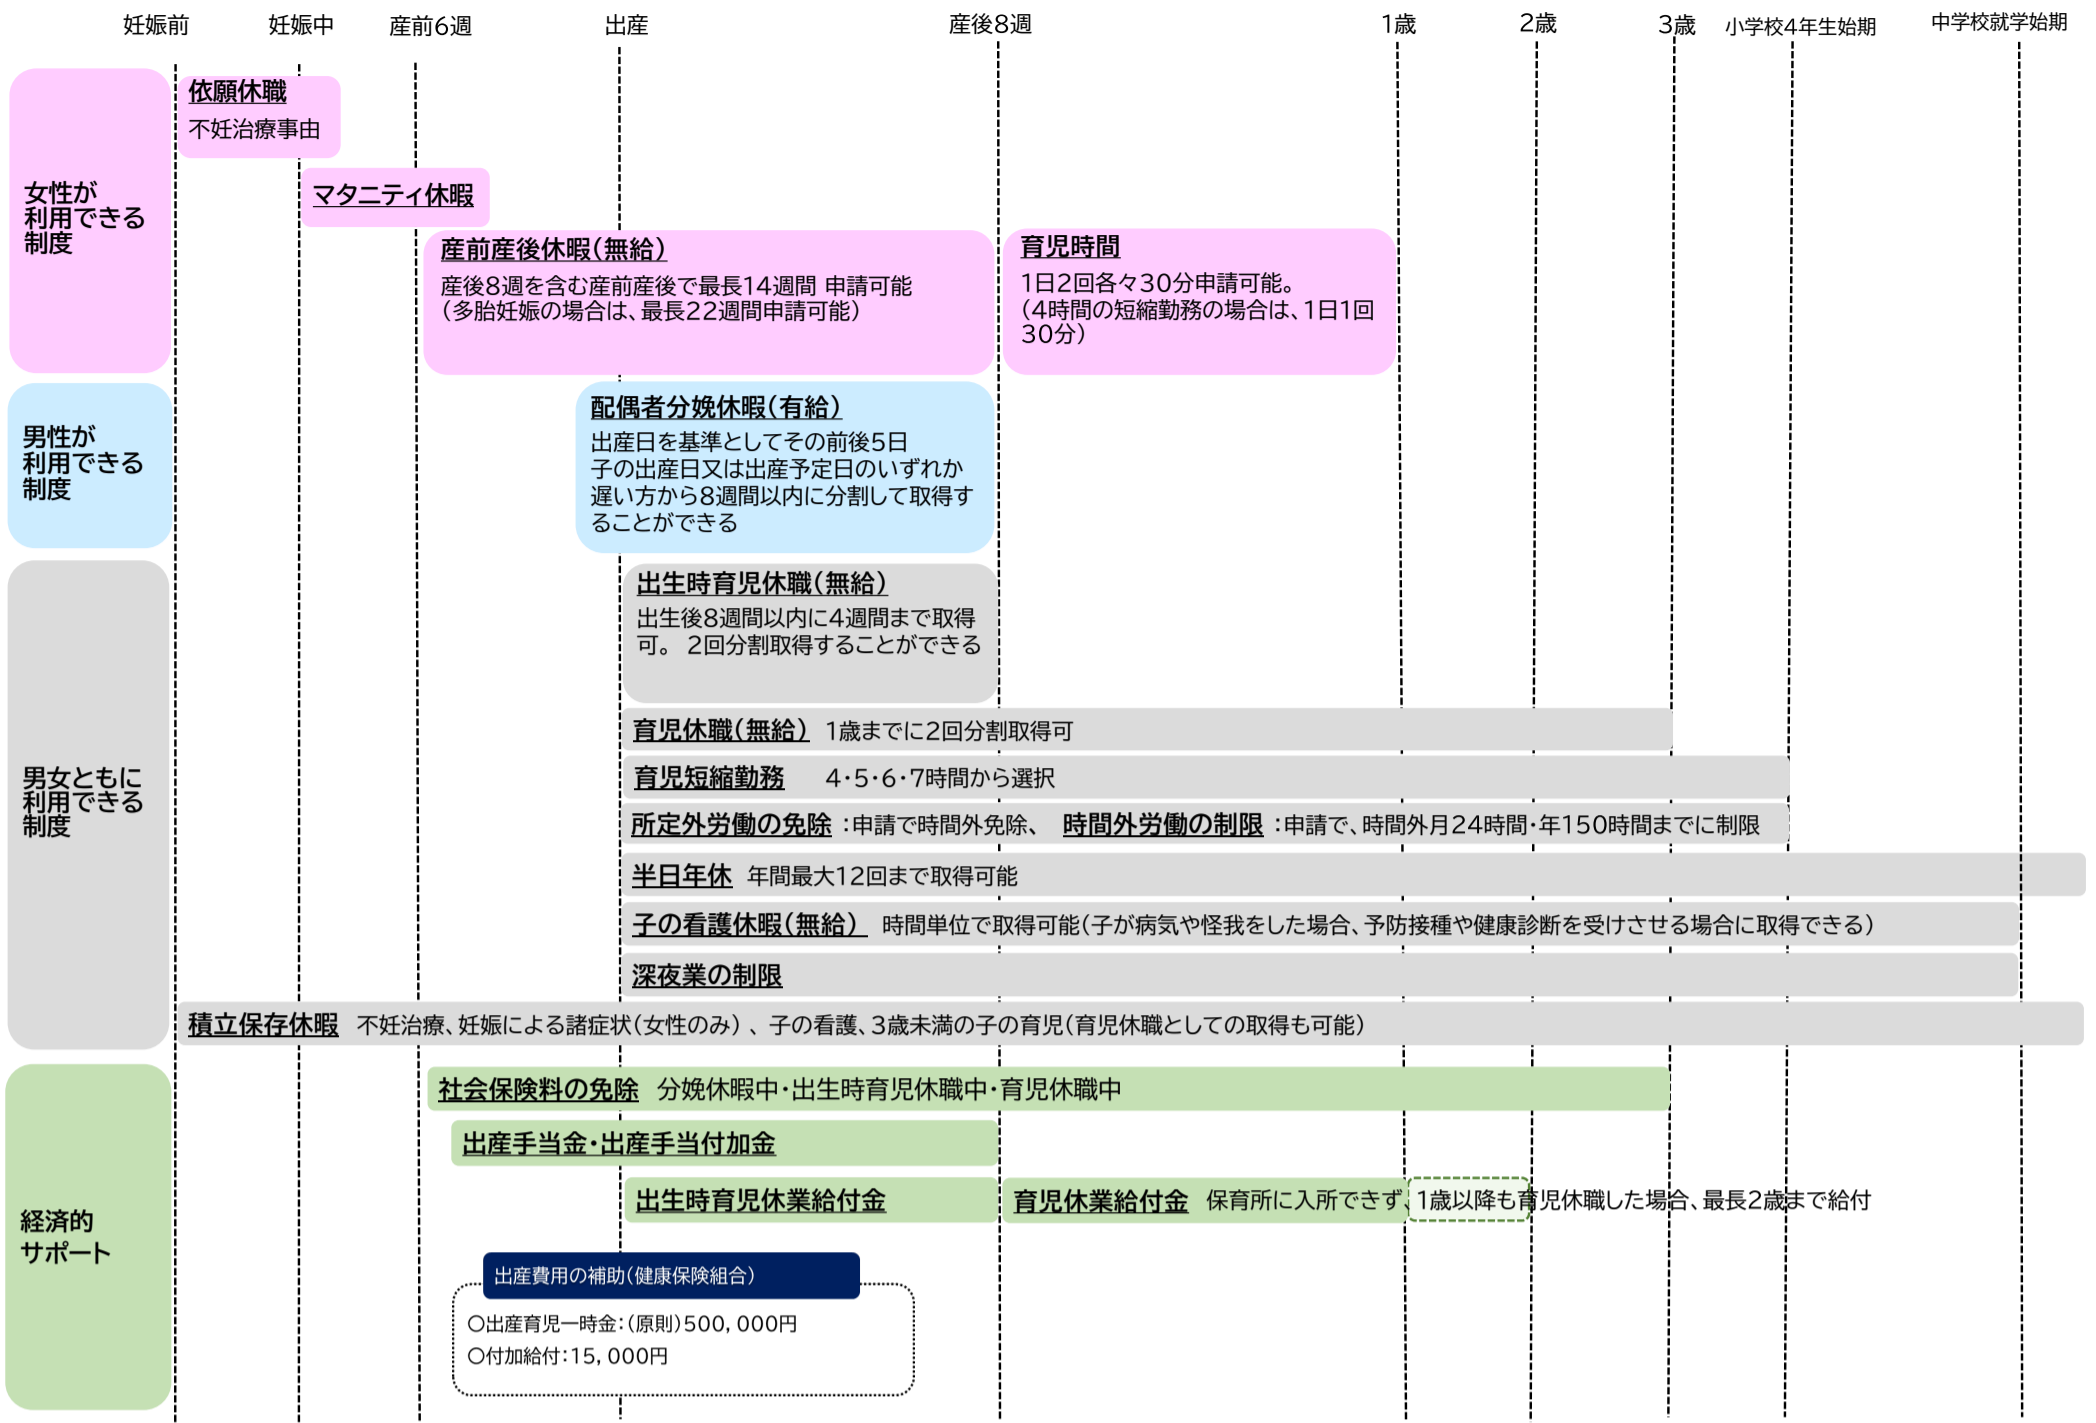 妊娠前 妊娠中 産前6週 出産 産後8週 1歳 2歳 3歳 小学校4年生始期 中学校就学始期
女性が
利用できる
制度
依願休職
不妊治療事由
マタニティ休暇
産前産後休暇(無給)
産後8週を含む産前産後で最長14週間 申請可能
(多胎妊娠の場合は、最長22週間申請可能)
育児時間
1日2回各々30分申請可能。
(4時間の短縮勤務の場合は、1日1回
30分)
男性が
利用できる
制度
配偶者分娩休暇(有給)
出産日を基準としてその前後5日
子の出産日又は出産予定日のいずれか
遅い方から8週間以内に分割して取得す
ることができる
男女ともに
利用できる
制度
出生時育児休職(無給)
出生後8週間以内に4週間まで取得
可。 2回分割取得することができる
育児休職(無給) 1歳までに2回分割取得可
育児短縮勤務 4・5・6・7時間から選択
所定外労働の免除 :申請で時間外免除、 時間外労働の制限 :申請で、時間外月24時間・年150時間までに制限
半日年休 年間最大12回まで取得可能
子の看護休暇(無給) 時間単位で取得可能(子が病気や怪我をした場合、予防接種や健康診断を受けさせる場合に取得できる)
深夜業の制限
積立保存休暇 不妊治療、妊娠による諸症状(女性のみ) 、子の看護、3歳未満の子の育児(育児休職としての取得も可能)
経済的
サポート
社会保険料の免除 分娩休暇中・出生時育児休職中・育児休職中
出産手当金・出産手当付加金
出生時育児休業給付金
育児休業給付金 保育所に入所できず、1歳以降も育児休職した場合、最長2歳まで給付
出産費用の補助(健康保険組合)
〇出産育児一時金:(原則)500,000円
〇付加給付:15,000円